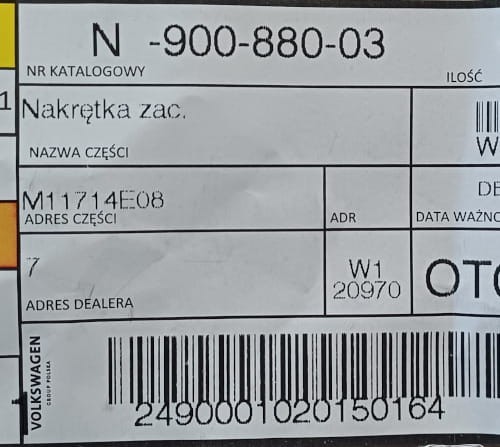 N -900-880-03
NR KATALOGOWY
ILOŚĆ
1
Nakrętka zac.
W
NAZWA CZĘŚCI
M11714E08
DE
ADRES CZĘŚCI
ADR
DATA WAŻNO
7
W1
20970
OTO
ADRES DEALERA
VOLKSWAGEN
GROUP POLSKA
2490001020150164